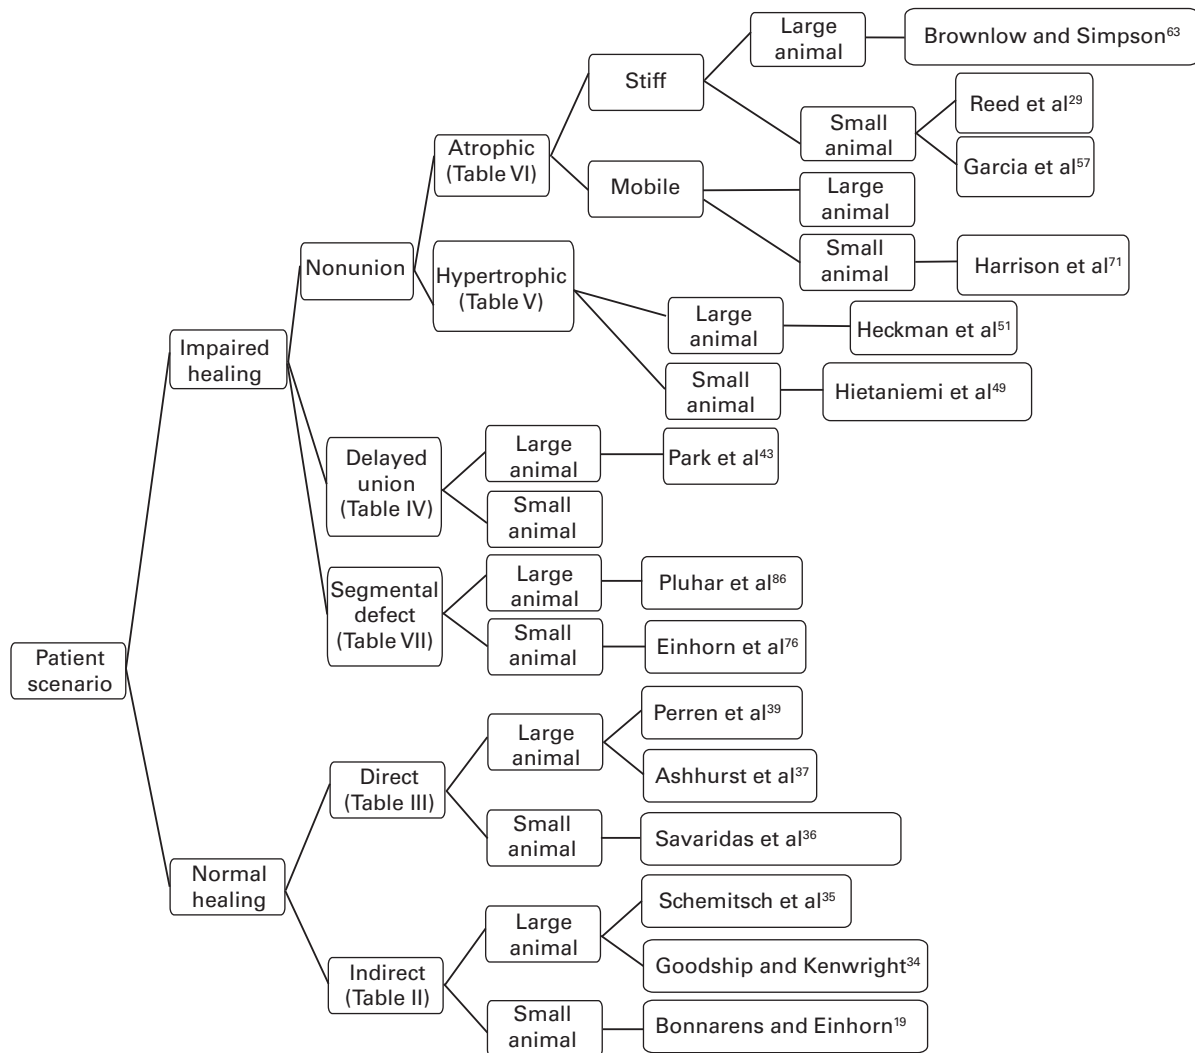 Large
animal
Brownlow and Simpson⁶³
Stiff
Reed et al²⁹
Small
animal
Garcia et al⁵⁷
Atrophic
(Table VI)
Mobile
Large
animal
Small
animal
Harrison et al⁷¹
Nonunion
Hypertrophic
(Table V)
Large
animal
Heckman et al⁵¹
Small
animal
Hietaniemi et al⁴⁹
Impaired
healing
Delayed
union
(Table IV)
Large
animal
Park et al⁴³
Small
animal
Segmental
defect
(Table VII)
Large
animal
Pluhar et al⁸⁶
Small
animal
Einhorn et al⁷⁶
Patient
scenario
Perren et al³⁹
Large
animal
Ashhurst et al³⁷
Direct
(Table III)
Small
animal
Savaridas et al³⁶
Normal
healing
Schemitsch et al³⁵
Large
animal
Goodship and Kenwright³⁴
Indirect
(Table II)
Small
animal
Bonnarens and Einhorn¹⁹